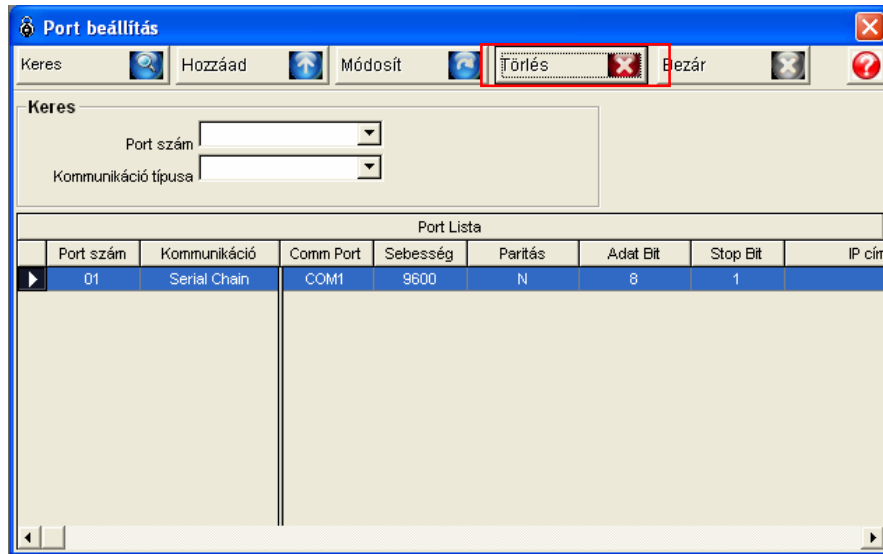 Port beállítás
Keres Hozzáad Módosít Törlés Bezár
Keres
Port szám
Kommunikáció típusa
Port Lista
Port szám Kommunikáció Comm Port Sebesség Paritás Adat Bit Stop Bit IP cím
01 Serial Chain COM1 9600 N 8 1